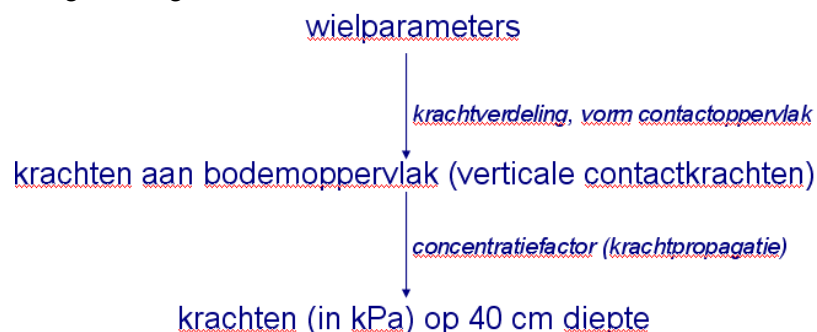 wielparameters
krachtverdeling, vorm contactoppervlak
krachten aan bodemoppervlak (verticale contactkrachten)
concentratiefactor (krachtpropagatie)
krachten (in kPa) op 40 cm diepte